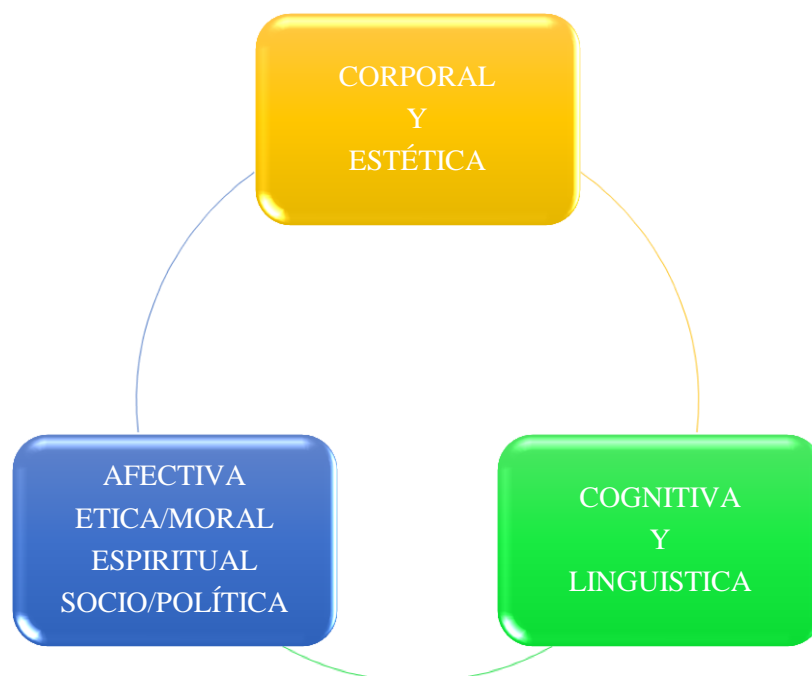 CORPORAL
Y
ESTÉTICA
AFECTIVA
ETICA/MORAL
ESPIRITUAL
SOCIO/POLÍTICA
COGNITIVA
Y
LINGUISTICA